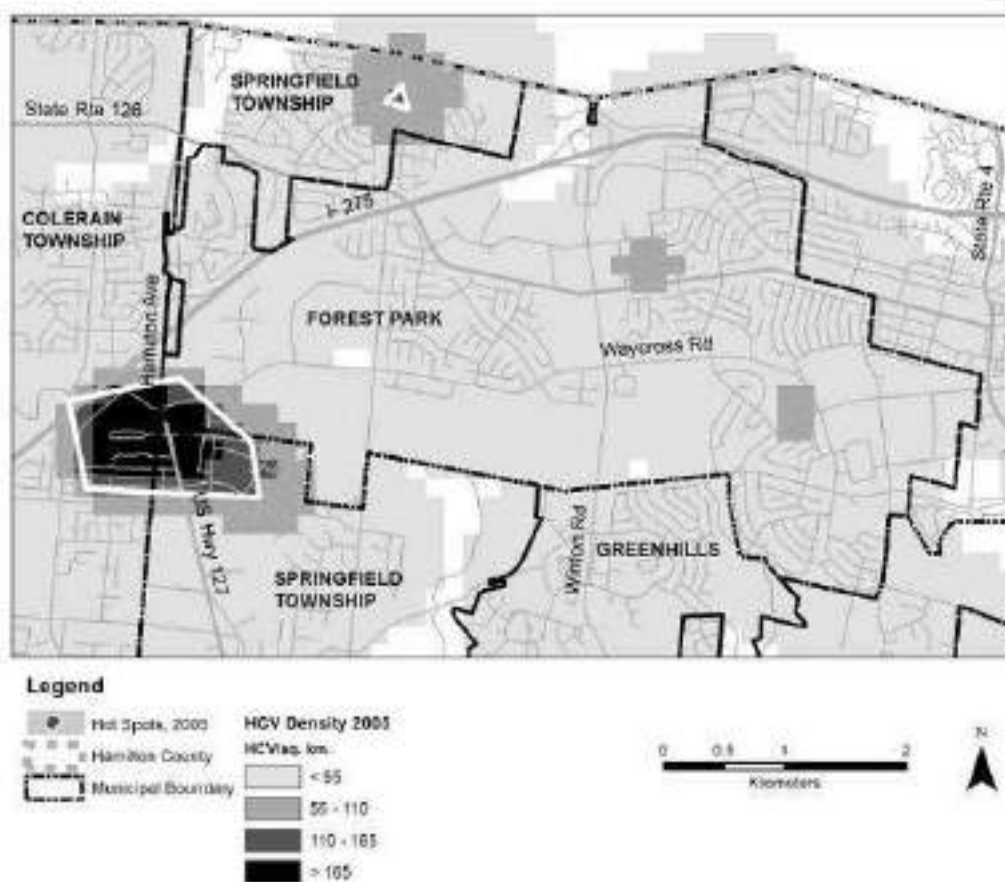 SPRINGFIELD
TOWNSHIP
State Rte 126
I- 275
COLERAIN
TOWNSHIP
State Rte 4
Hamilton Ave
FOREST PARK
Waycross Rd
US Hwy 127
Winton Rd
GREENHILLS
SPRINGFIELD
TOWNSHIP
Legend
Hot Spots, 2005
Hamilton County
Municipal Boundary
HCV Density 2005
HCV/sq. km.
< 55
55 - 110
110 - 165
> 165
0 0.5 1 2
Kilometers
N